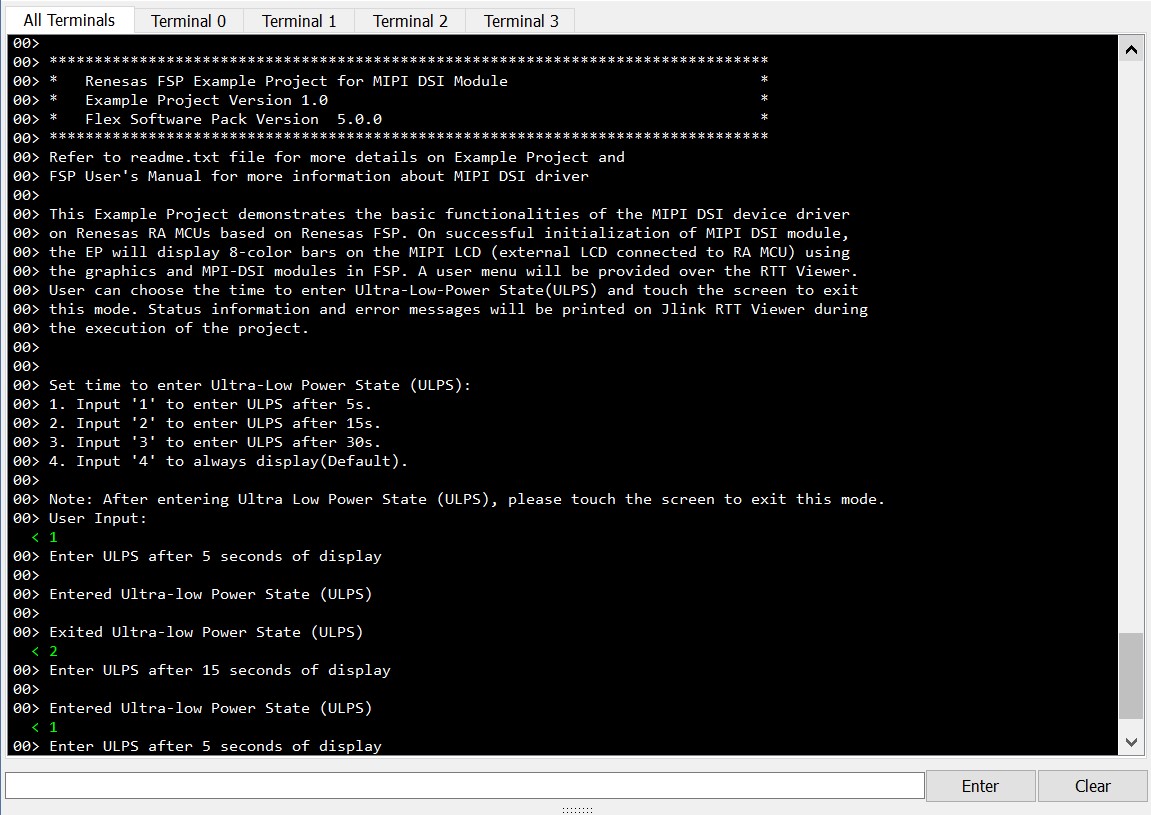 All Terminals Terminal 0 Terminal 1 Terminal 2 Terminal 3
00>
00> ********************************************************************************
00> *   Renesas FSP Example Project for MIPI DSI Module                            *
00> *   Example Project Version 1.0                                                *
00> *   Flex Software Pack Version  5.0.0                                          *
00> ********************************************************************************
00> Refer to readme.txt file for more details on Example Project and
00> FSP User's Manual for more information about MIPI DSI driver
00>
00> This Example Project demonstrates the basic functionalities of the MIPI DSI device driver
00> on Renesas RA MCUs based on Renesas FSP. On successful initialization of MIPI DSI module,
00> the EP will display 8-color bars on the MIPI LCD (external LCD connected to RA MCU) using
00> the graphics and MPI-DSI modules in FSP. A user menu will be provided over the RTT Viewer.
00> User can choose the time to enter Ultra-Low-Power State(ULPS) and touch the screen to exit
00> this mode. Status information and error messages will be printed on Jlink RTT Viewer during
00> the execution of the project.
00>
00>
00> Set time to enter Ultra-Low Power State (ULPS):
00> 1. Input '1' to enter ULPS after 5s.
00> 2. Input '2' to enter ULPS after 15s.
00> 3. Input '3' to enter ULPS after 30s.
00> 4. Input '4' to always display(Default).
00>
00> Note: After entering Ultra Low Power State (ULPS), please touch the screen to exit this mode.
00> User Input:
< 1
00> Enter ULPS after 5 seconds of display
00>
00> Entered Ultra-low Power State (ULPS)
00>
00> Exited Ultra-low Power State (ULPS)
< 2
00> Enter ULPS after 15 seconds of display
00>
00> Entered Ultra-low Power State (ULPS)
< 1
00> Enter ULPS after 5 seconds of display
Enter Clear